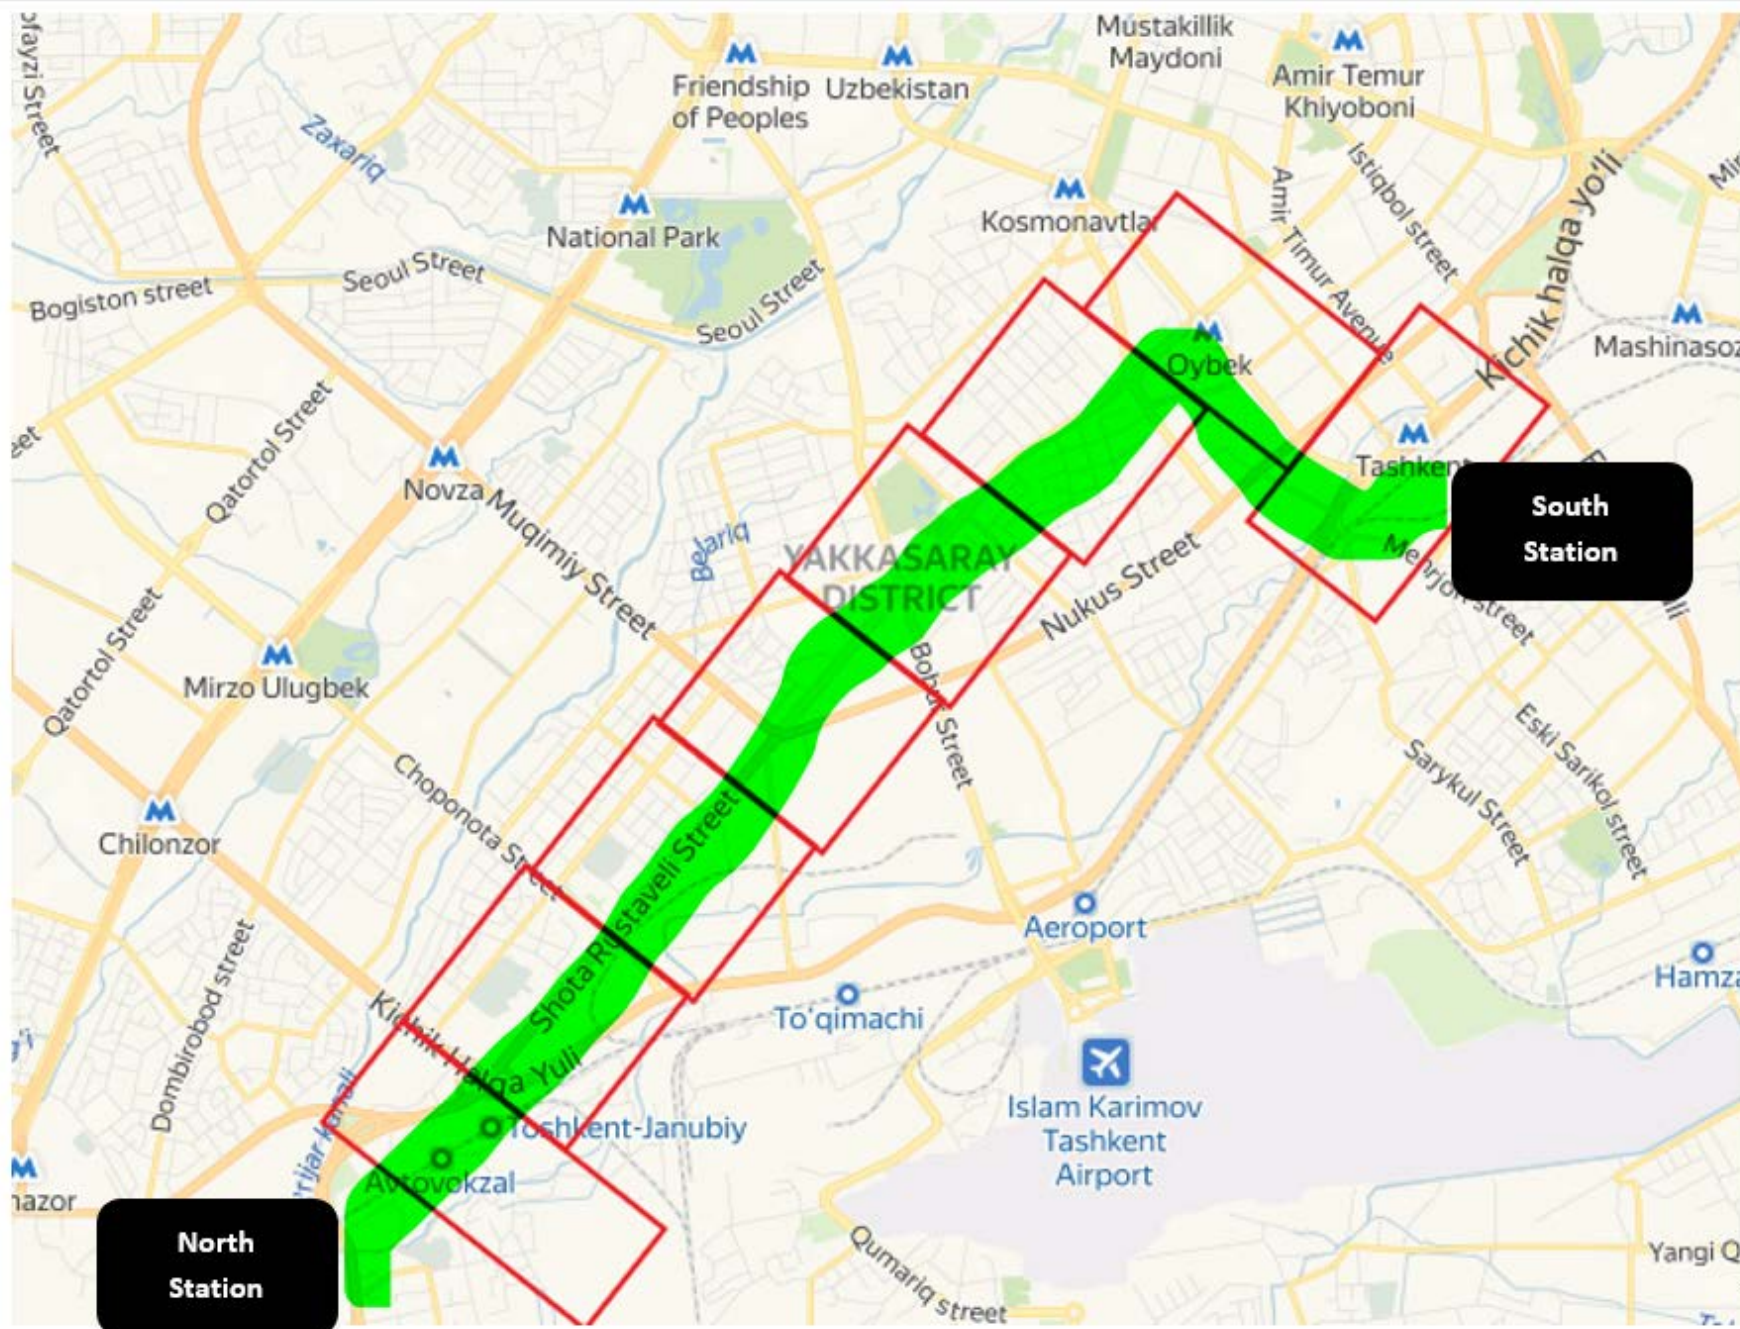 Mustakillik
Maydoni
Amir Temur
Khiyoboni
Friendship
of Peoples
Uzbekistan
Zaxariq
Istiqbol street
Kichik halqa yo'li
National Park
Kosmonavtlar
Amir Timur Avenue
Seoul Street
Bogiston street
Seoul Street
Oybek
Qatortol Street
Novza
Muqimiy Street
Tashkent
South
Station
Belariq
YAKKASARAY
DISTRICT
Nukus Street
Mehrjon street
Qatortol Street
Mirzo Ulugbek
Bobur Street
Eski Sarikol street
Sarykul Street
Choponota Street
Chilonzor
Shota Rustavelli Street
Aeroport
Dombirobod street
Kichik Halqa Yuli
To'qimachi
Toshkent-Janubiy
Avtovokzal
Islam Karimov
Tashkent
Airport
North
Station
Qumariq street